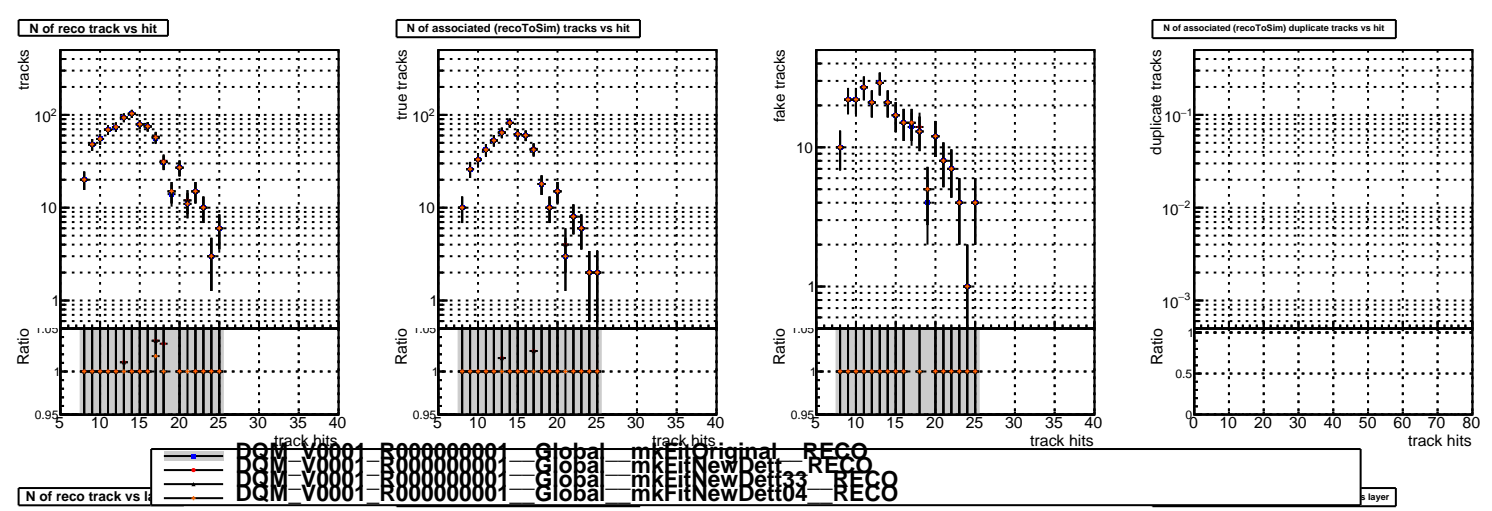 N of reco track vs hit
N of associated (recoToSim) tracks vs hit
N of associated (recoToSim) duplicate tracks vs hit
tracks
10²
10
1
Ratio
1.05
1
0.95
5 10 15 20 25 30 35 40
track hits
true tracks
10²
10
1
Ratio
1.05
1
0.95
5 10 15 20 25 30 35 40
track hits
fake tracks
10
1
Ratio
1.05
1
0.95
5 10 15 20 25 30 35 40
track hits
duplicate tracks
10⁻¹
10⁻²
10⁻³
Ratio
1
0.5
0
0 10 20 30 40 50 60 70 80
track hits
DQM_V0001_R000000001__Global__mkFitOriginal__RECO
DQM_V0001_R000000001__Global__mkFitNewDett__RECO
DQM_V0001_R000000001__Global__mkFitNewDett33__RECO
DQM_V0001_R000000001__Global__mkFitNewDett04__RECO
N of reco track vs
layer